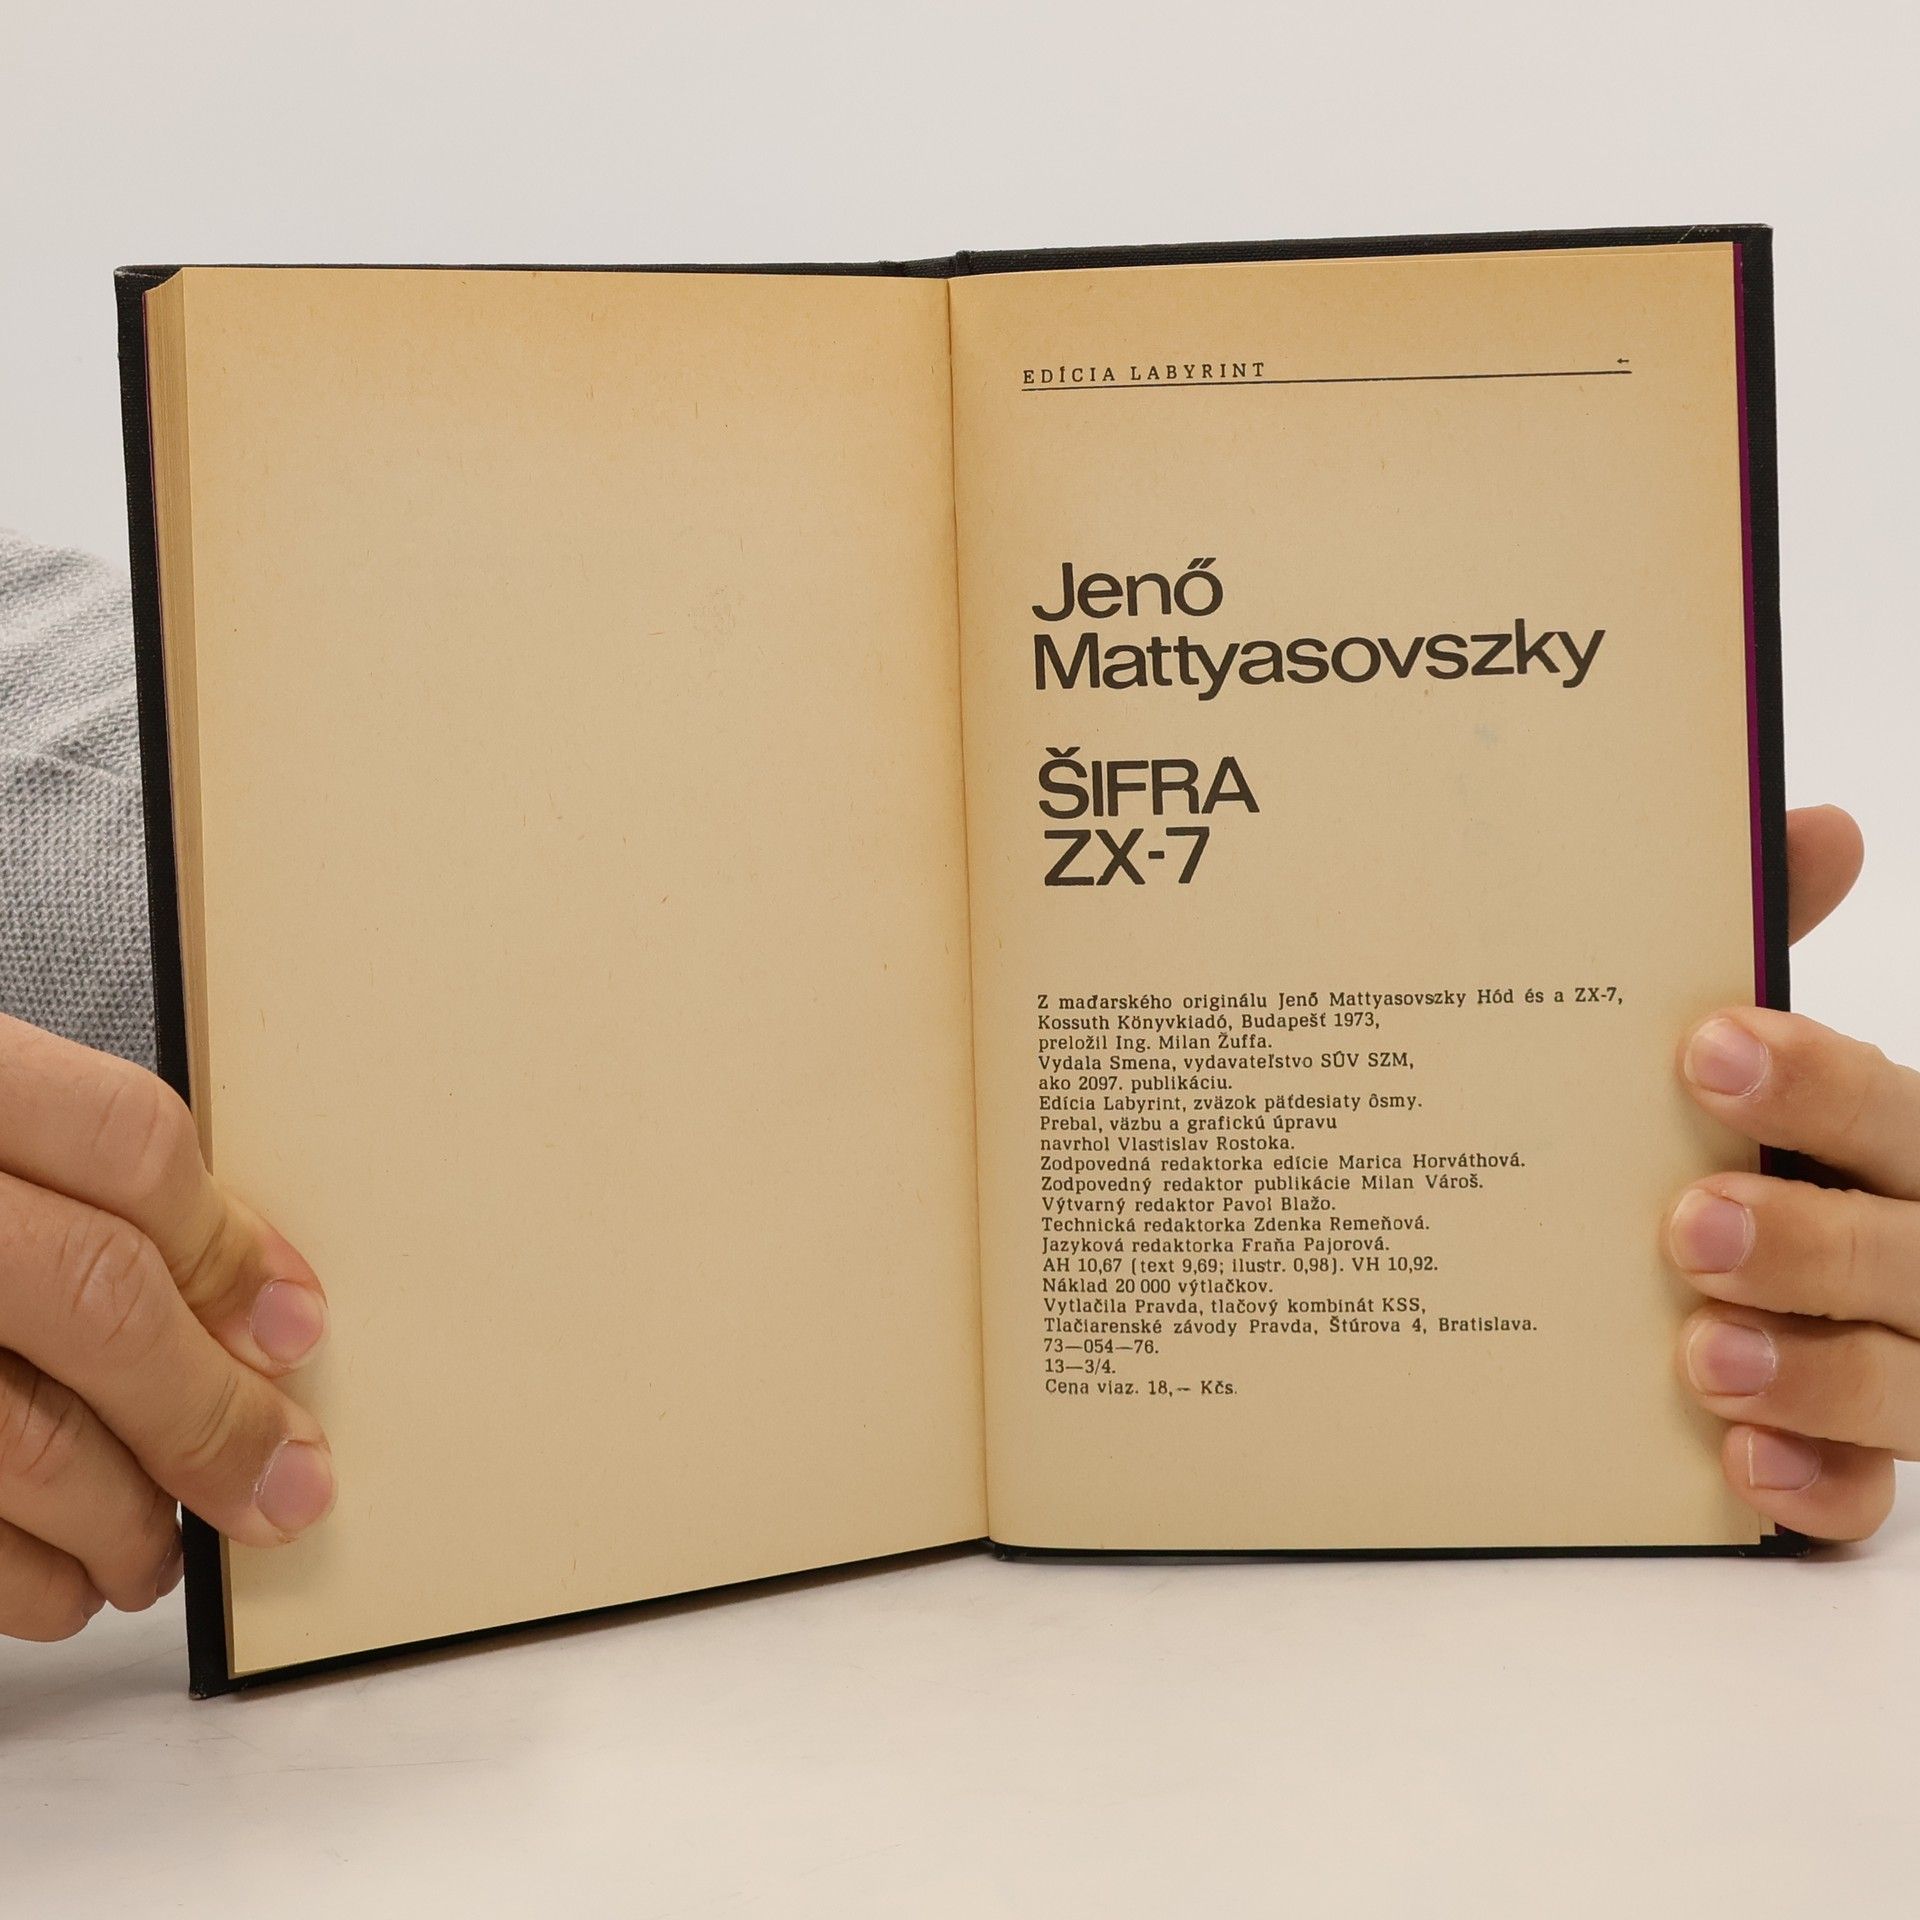 EDÍCIA LABYRINT
Jenő
Mattyasovszky
ŠIFRA
ZX-7
Z maďarského originálu Jenő Mattyasovszky Hód és a ZX-7,
Kossuth Könyvkiadó, Budapešť 1973,
preložil Ing. Milan Žuffa.
Vydala Smena, vydavateľstvo SÚV SZM,
ako 2097. publikáciu.
Edícia Labyrint, zväzok päťdesiaty ôsmy.
Prebal, väzbu a grafickú úpravu
navrhol Vlastislav Rostoka.
Zodpovedná redaktorka edície Marica Horváthová.
Zodpovedný redaktor publikácie Milan Város̆.
Výtvarný redaktor Pavol Blažo.
Technická redaktorka Zdenka Remeňová.
Jazyková redaktorka Fraňa Pajorová.
AH 10,67 (text 9,69; ilustr. 0,98). VH 10,92.
Náklad 20 000 výtlačkov.
Vytlačila Pravda, tlačový kombinát KSS,
Tlačiarenské závody Pravda, Štúrova 4, Bratislava.
73—054—76.
13—3/4.
Cena viaz. 18,— Kčs.